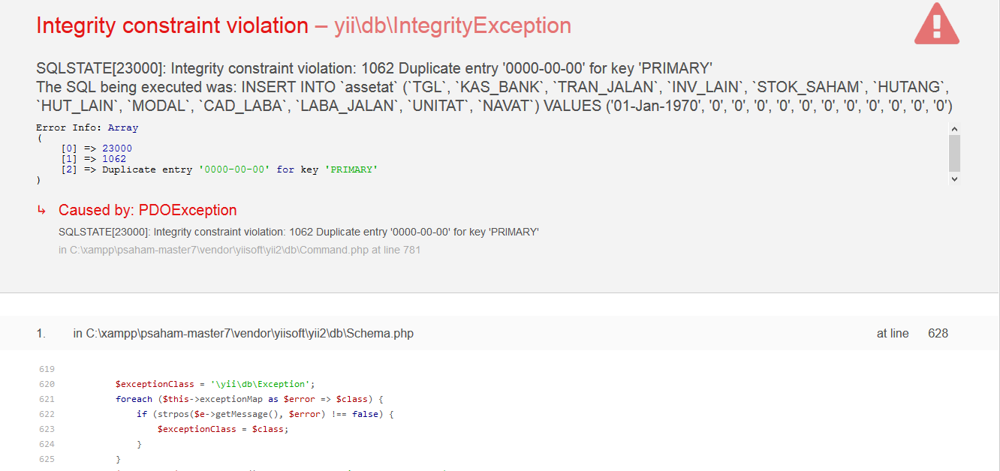 Integrity constraint violation – yii\db\IntegrityException
SQLSTATE[23000]: Integrity constraint violation: 1062 Duplicate entry '0000-00-00' for key 'PRIMARY'
The SQL being executed was: INSERT INTO `assetat` (`TGL`, `KAS_BANK`, `TRAN_JALAN`, `INV_LAIN`, `STOK_SAHAM`, `HUTANG`,
`HUT_LAIN`, `MODAL`, `CAD_LABA`, `LABA_JALAN`, `UNITAT`, `NAVAT`) VALUES ('01-Jan-1970', '0', '0', '0', '0', '0', '0', '0', '0', '0', '0', '0')
Error Info: Array
(
[0] => 23000
[1] => 1062
[2] => Duplicate entry '0000-00-00' for key 'PRIMARY'
)
↳ Caused by: PDOException
SQLSTATE[23000]: Integrity constraint violation: 1062 Duplicate entry '0000-00-00' for key 'PRIMARY'
in C:\xampp\psaham-master7\vendor\yiisoft\yii2\db\Command.php at line 781
1. in C:\xampp\psaham-master7\vendor\yiisoft\yii2\db\Schema.php at line 628
619
620 $exceptionClass = '\yii\db\Exception';
621 foreach ($this->exceptionMap as $error => $class) {
622 if (strpos($e->getMessage(), $error) !== false) {
623 $exceptionClass = $class;
624 }
625 }